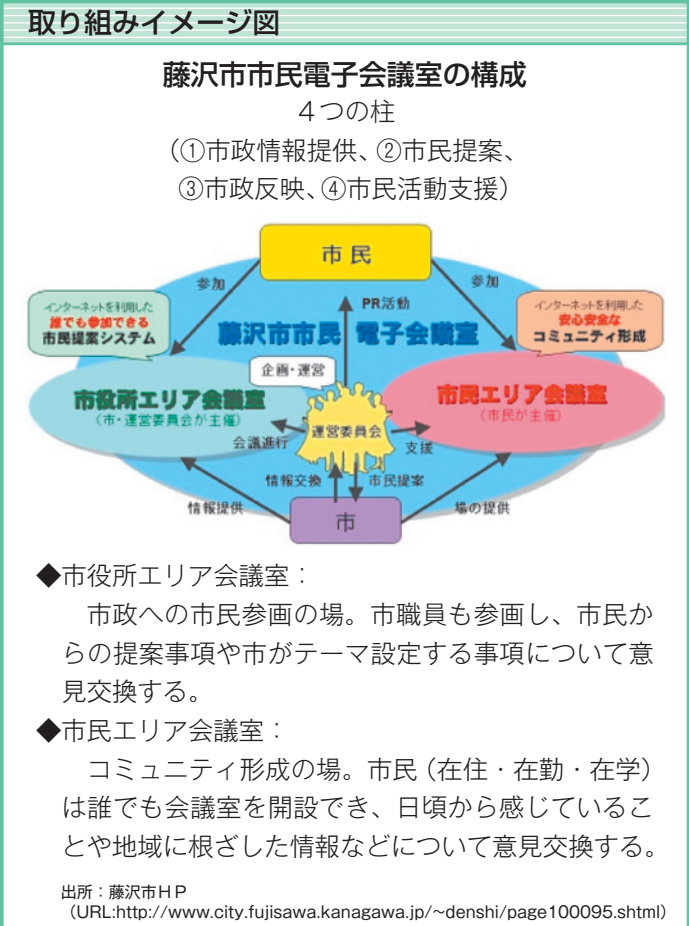 取り組みイメージ図
藤沢市市民電子会議室の構成
4つの柱
(①市政情報提供、②市民提案、
③市政反映、④市民活動支援)
市民
参加
参加
PR活動
インターネットを利用した
誰でも参加できる
市民提案システム
インターネットを利用した
安心安全な
コミュニティ形成
藤沢市市民 電子会議室
企画・運営
市役所エリア会議室
(市・運営委員会が主催)
市民エリア会議室
(市民が主催)
運営委員会
会議進行
支援
情報交換
市民提案
情報提供
場の提供
市
◆市役所エリア会議室：
市政への市民参画の場。市職員も参画し、市民か
らの提案事項や市がテーマ設定する事項について意
見交換する。
◆市民エリア会議室：
コミュニティ形成の場。市民(在住・在勤・在学)
は誰でも会議室を開設でき、日頃から感じているこ
とや地域に根ざした情報などについて意見交換する。
出所：藤沢市HP
(URL:http://www.city.fujisawa.kanagawa.jp/~denshi/page100095.shtml)